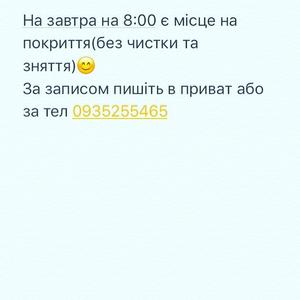 На завтра на 8:00 є місце на
покриття(без чистки та
зняття)😊
За записом пишіть в приват або
за тел 0935255465